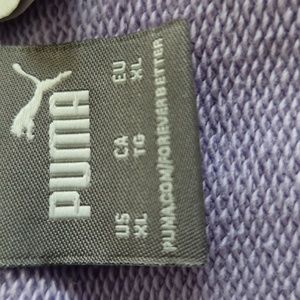 PUMA
EU CA US
XL TG XL
PUMA.COM/FOREVERBETTER